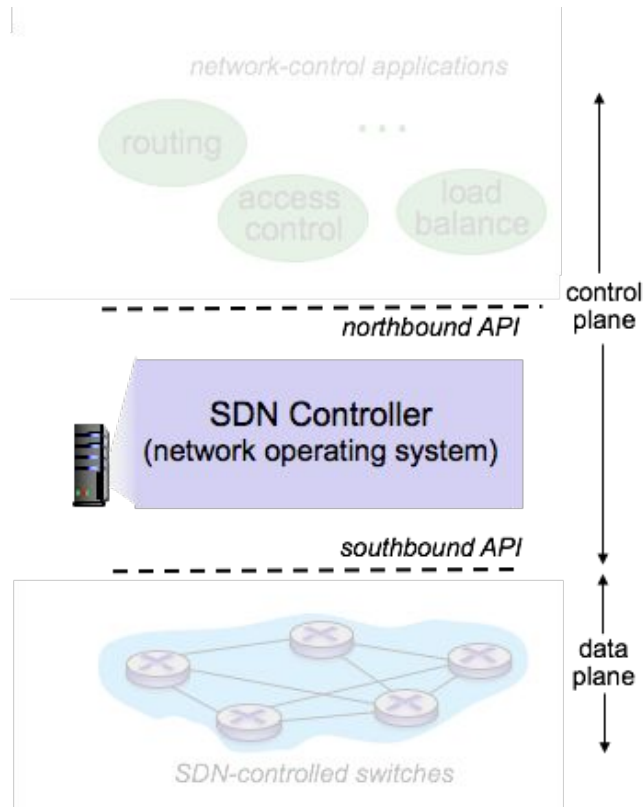 network-control applications
routing
...
access
control
load
balance
control
plane
northbound API
SDN Controller
(network operating system)
southbound API
data
plane
SDN-controlled switches